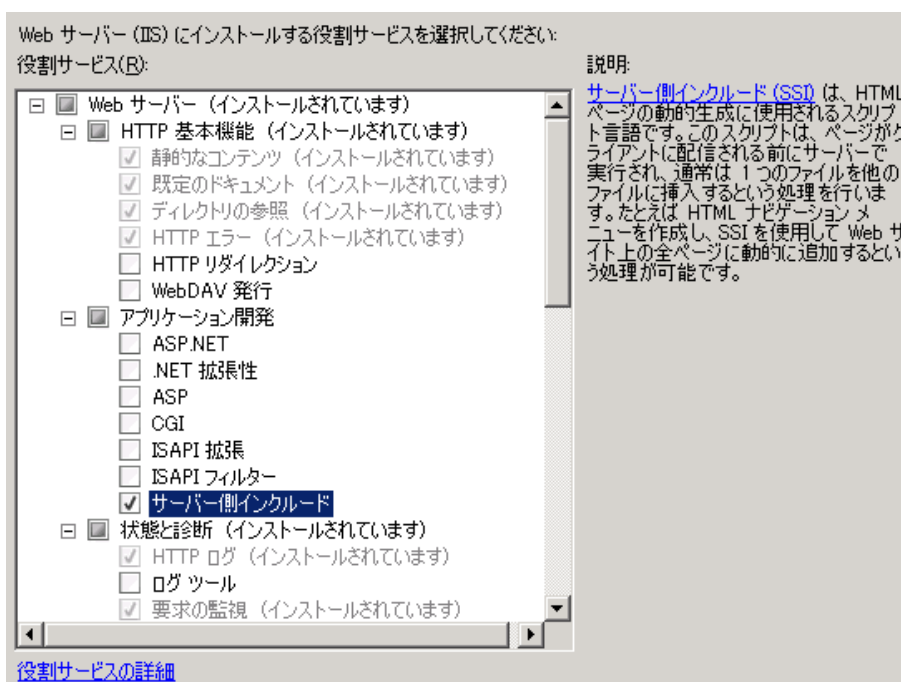 Web サーバー (IIS) にインストールする役割サービスを選択してください:
役割サービス(R):
Web サーバー (インストールされています)
HTTP 基本機能 (インストールされています)
静的なコンテンツ (インストールされています)
既定のドキュメント (インストールされています)
ディレクトリの参照 (インストールされています)
HTTP エラー (インストールされています)
HTTP リダイレクション
WebDAV 発行
アプリケーション開発
ASP.NET
.NET 拡張性
ASP
CGI
ISAPI 拡張
ISAPI フィルター
サーバー側インクルード
状態と診断 (インストールされています)
HTTP ログ (インストールされています)
ログ ツール
要求の監視 (インストールされています)
役割サービスの詳細
説明:
サーバー側インクルード (SSI) は、HTML
ページの動的生成に使用されるスクリプ
ト言語です。このスクリプトは、ページがク
ライアントに配信される前にサーバーで
実行され、通常は 1 つのファイルを他の
ファイルに挿入するという処理を行いま
す。たとえば HTML ナビゲーション メ
ニューを作成し、SSI を使用して Web サ
イト上の全ページに動的に追加するとい
う処理が可能です。